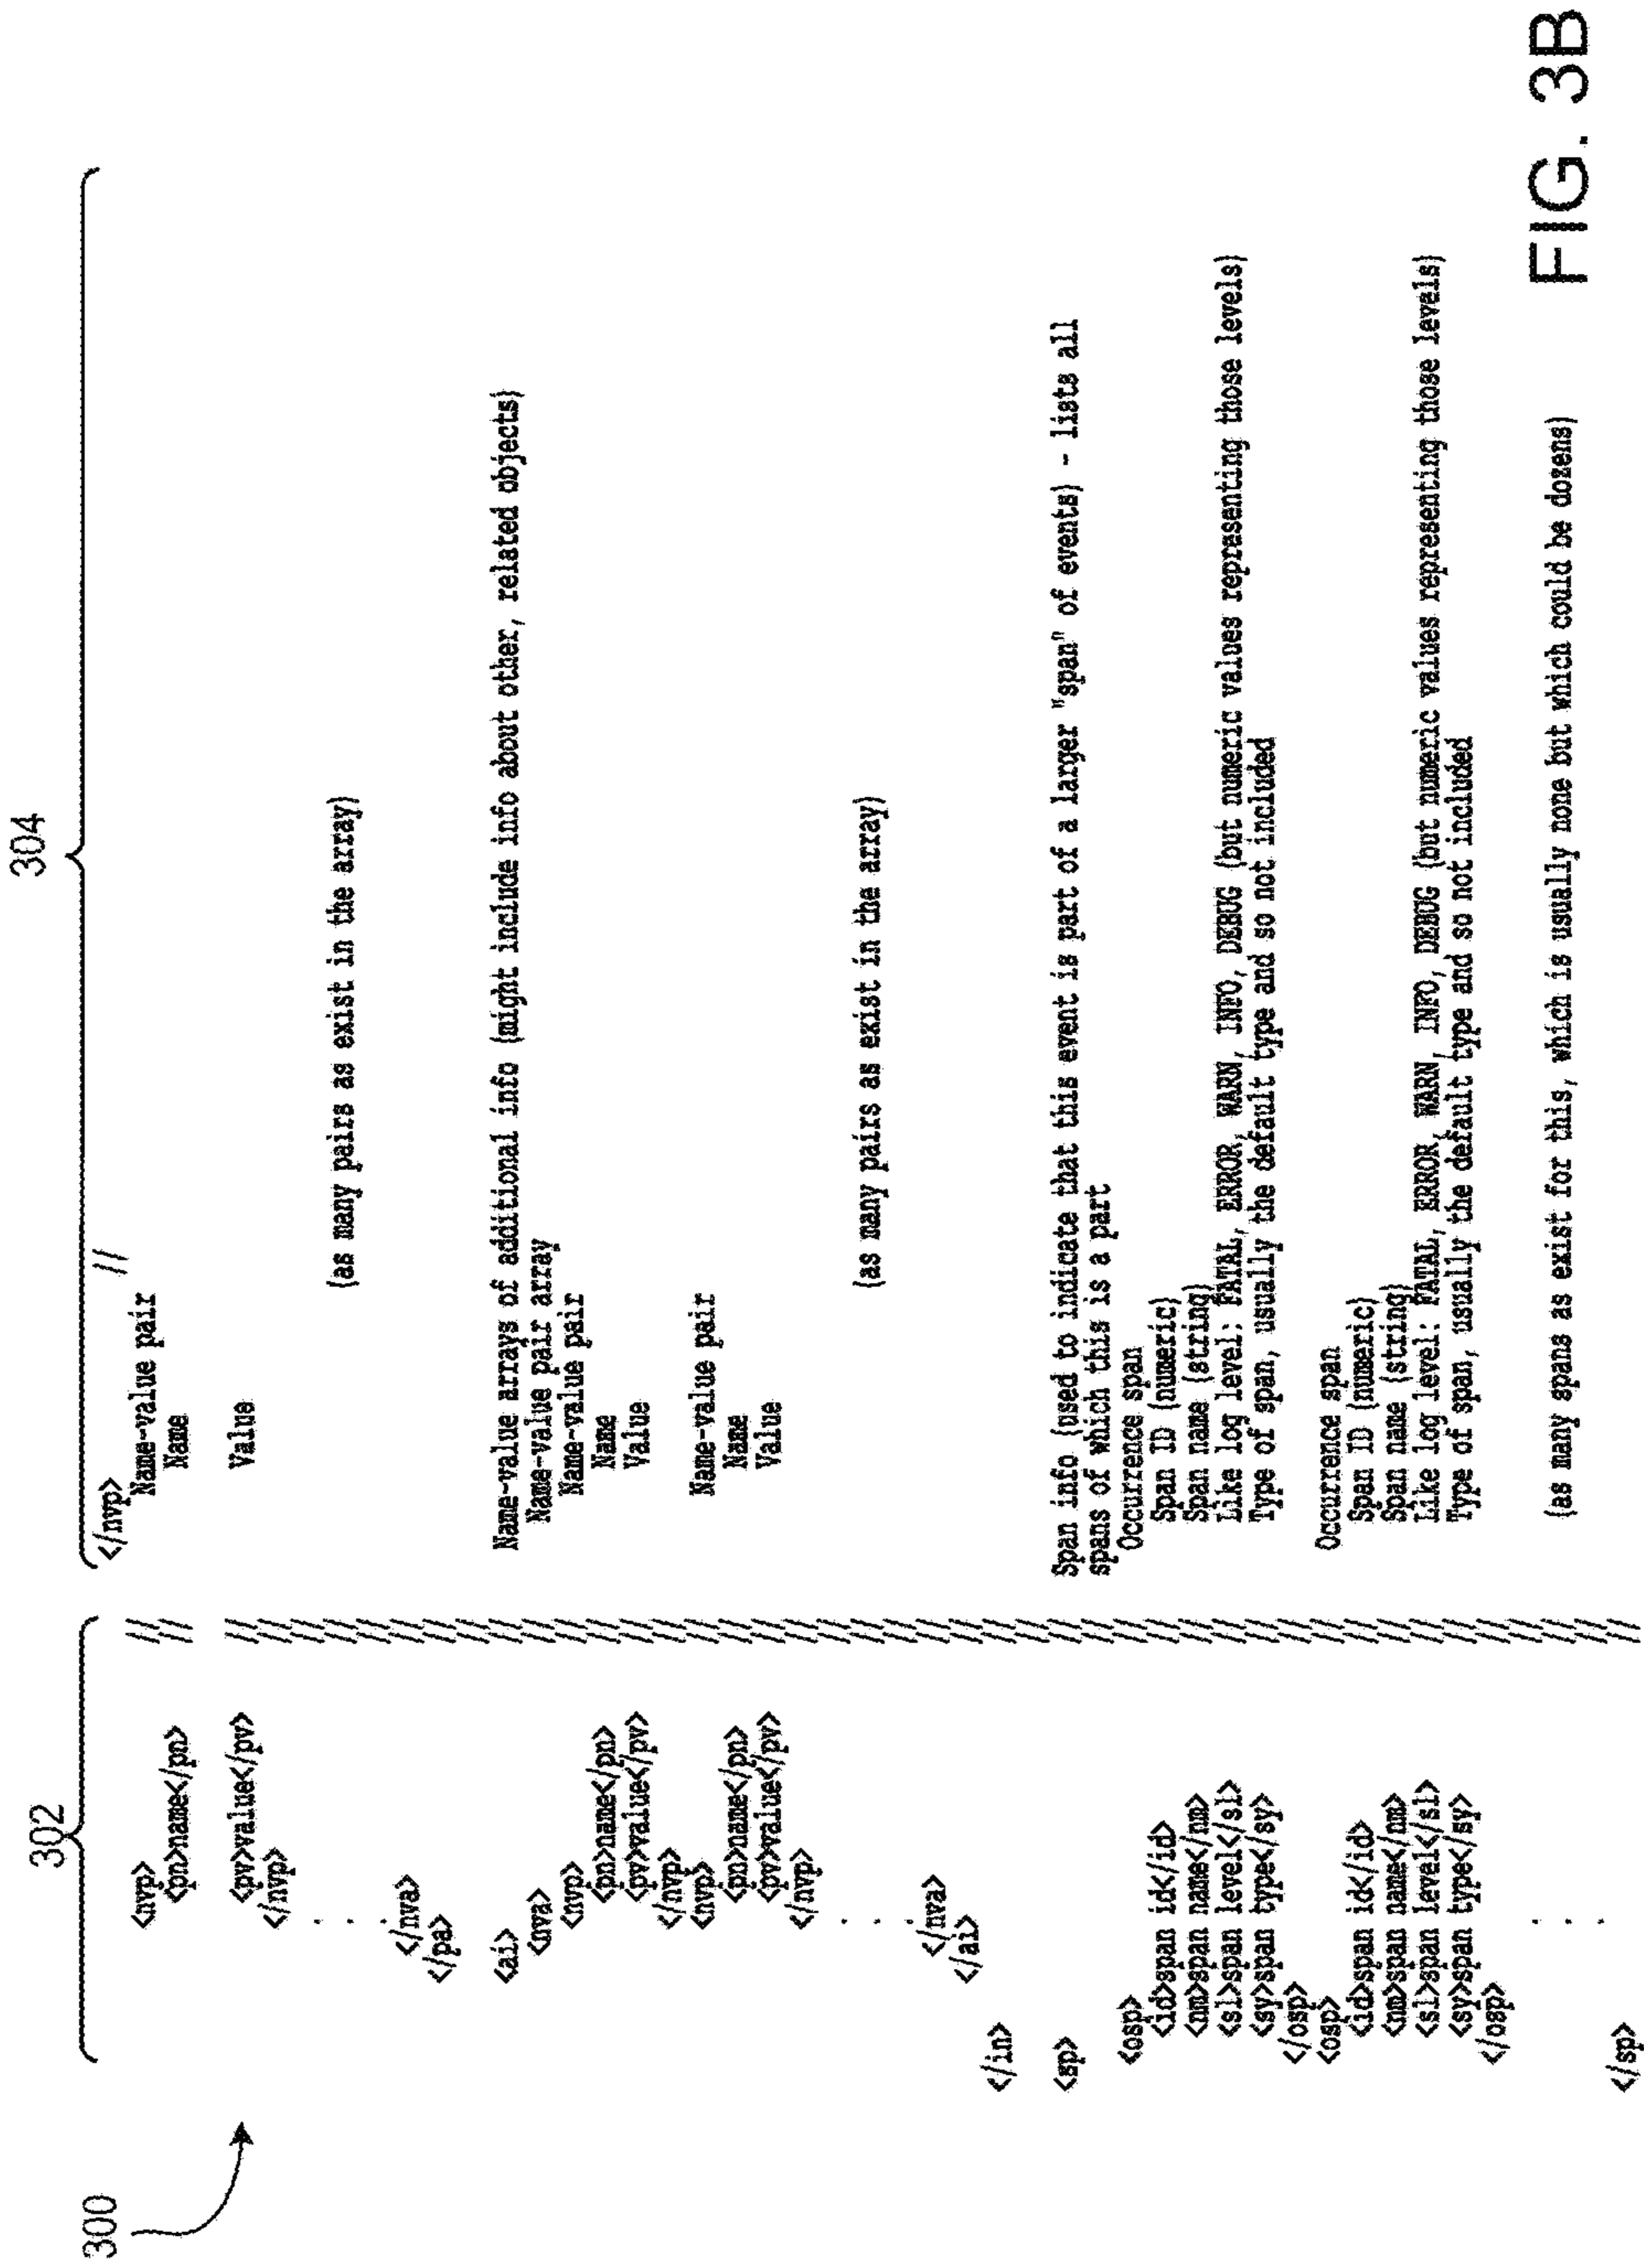 300
302
304
</nvp> //
<nvp> // Name-value pair
<pn>name</pn> // Name
<pv>value</pv> // Value
</nvp> //
. //
. // (as many pairs as exist in the array)
. //
</nva> //
</pa> //
//
<ai> // Name-value arrays of additional info (might include info about other, related objects)
<nva> // Name-value pair array
<nvp> // Name-value pair
<pn>name</pn> // Name
<pv>value</pv> // Value
</nvp> //
<nvp> // Name-value pair
<pn>name</pn> // Name
<pv>value</pv> // Value
</nvp> //
. //
. // (as many pairs as exist in the array)
. //
</nva> //
</ai> //
</in> //
//
<sp> // Span info (used to indicate that this event is part of a larger "span" of events) - lists all
// spans of which this is a part
<osp> // Occurrence span
<id>span id</id> // Span ID (numeric)
<nm>span name</nm> // Span name (string)
<sl>span level</sl> // Like log level: FATAL, ERROR, WARN, INFO, DEBUG (but numeric values representing those levels)
<sy>span type</sy> // Type of span, usually the default type and so not included
</osp> //
<osp> // Occurrence span
<id>span id</id> // Span ID (numeric)
<nm>span name</nm> // Span name (string)
<sl>span level</sl> // Like log level: FATAL, ERROR, WARN, INFO, DEBUG (but numeric values representing those levels)
<sy>span type</sy> // Type of span, usually the default type and so not included
</osp> //
. //
. // (as many spans as exist for this, which is usually none but which could be dozens)
. //
</sp> //
FIG. 3B